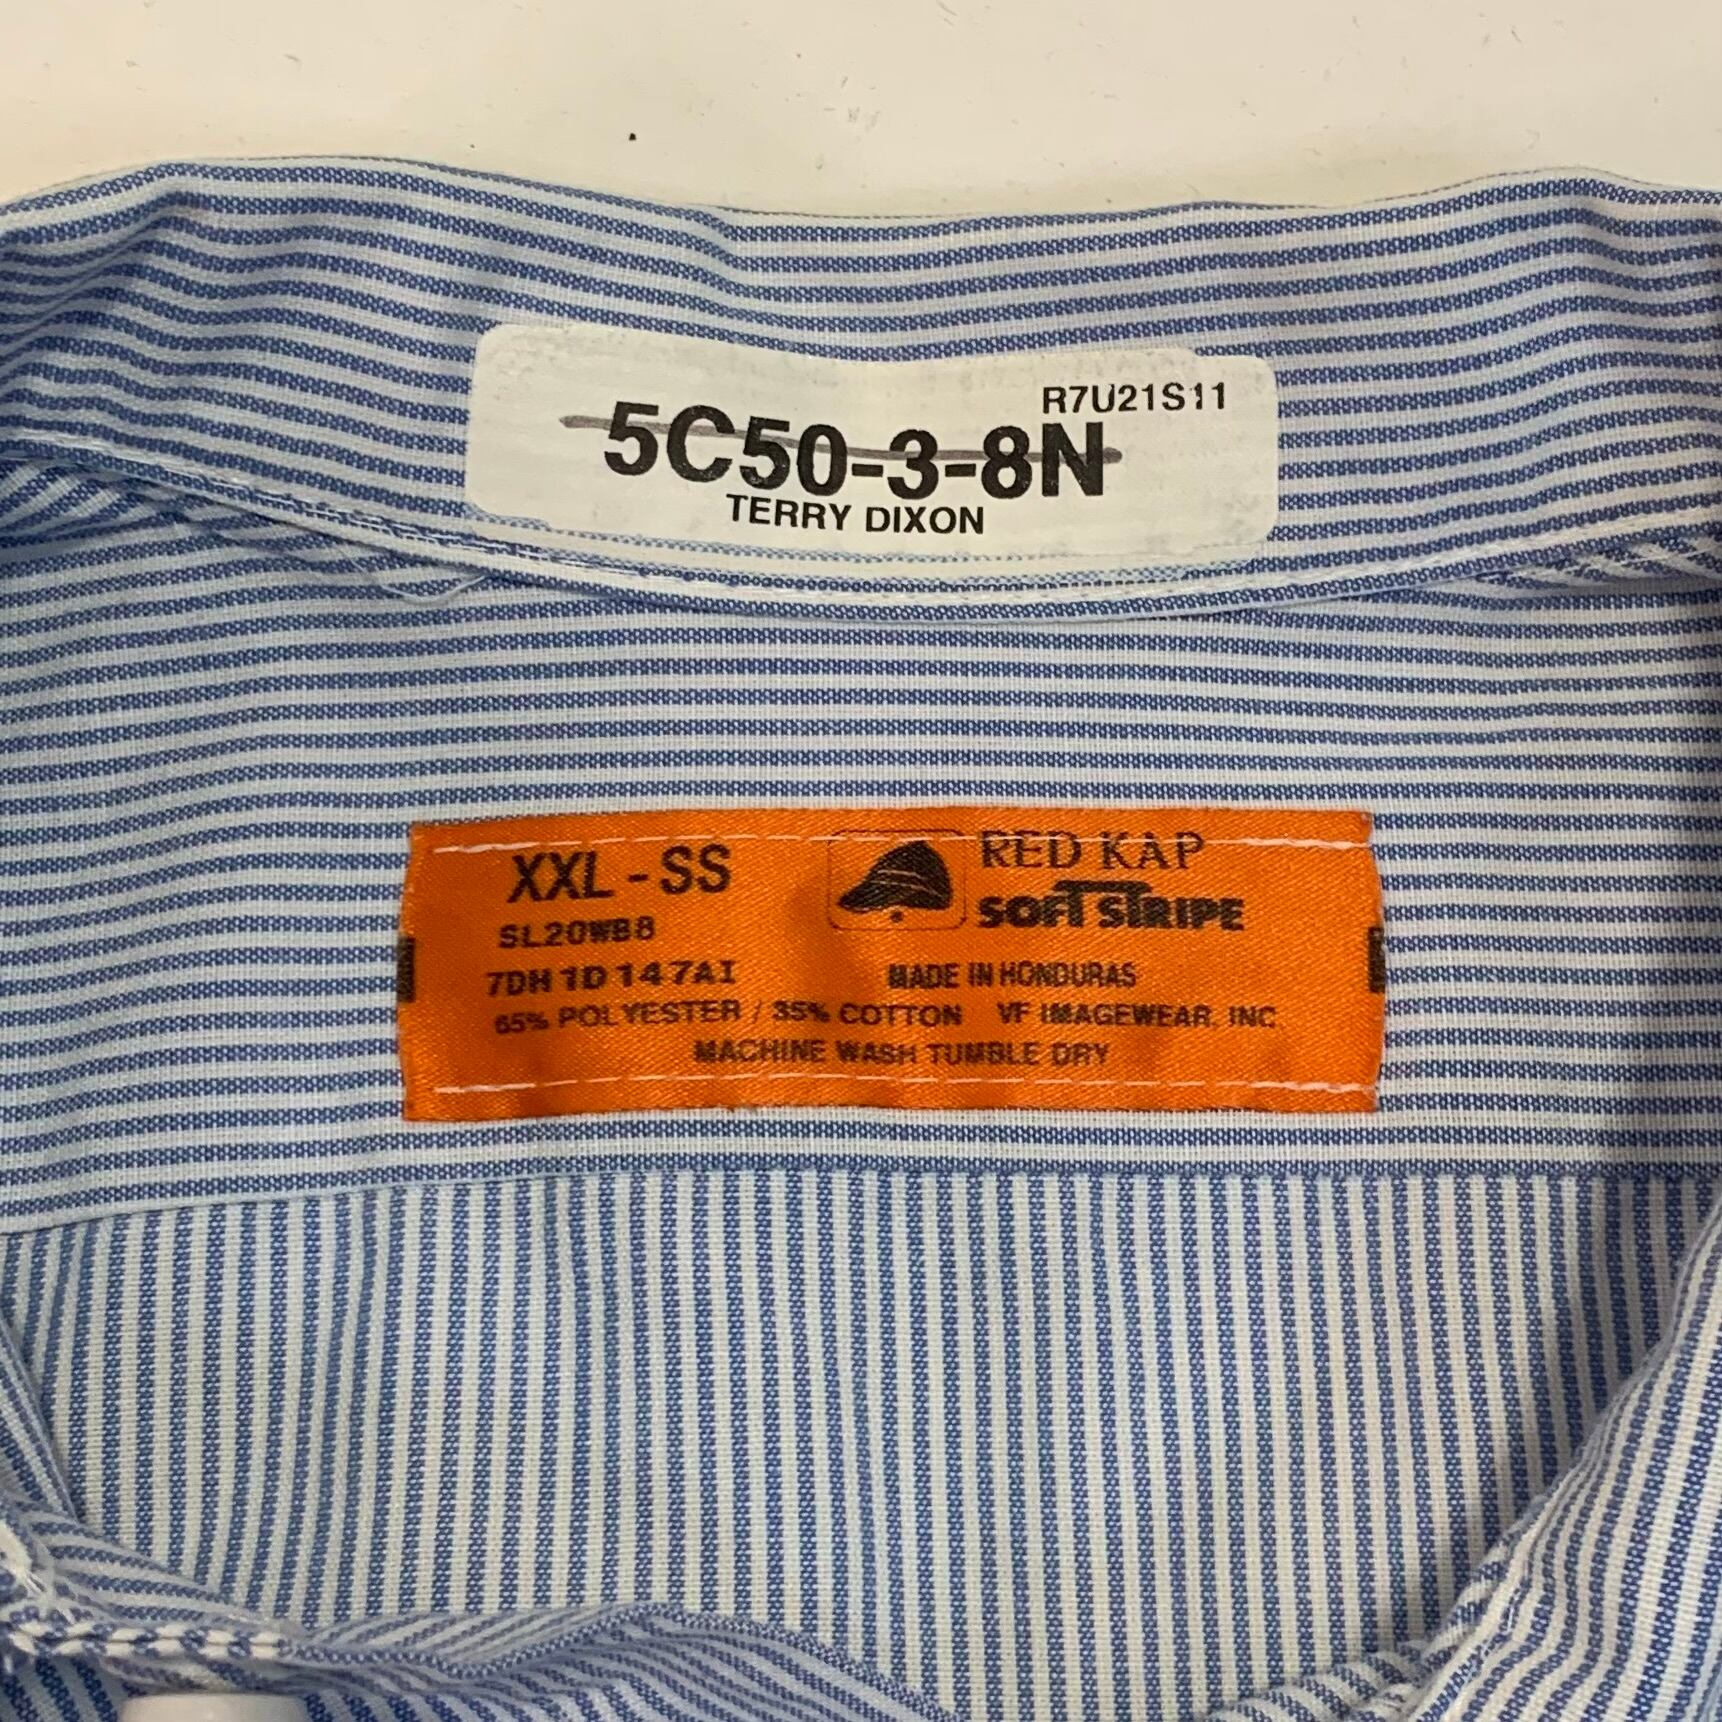 R7U21S11
5C50-3-8N
TERRY DIXON
XXL - SS
RED KAP
SOFT STRIPE
SL20WB8
7DH 1D 147AI
MADE IN HONDURAS
65% POLYESTER / 35% COTTON VF IMAGEWEAR, INC.
MACHINE WASH TUMBLE DRY